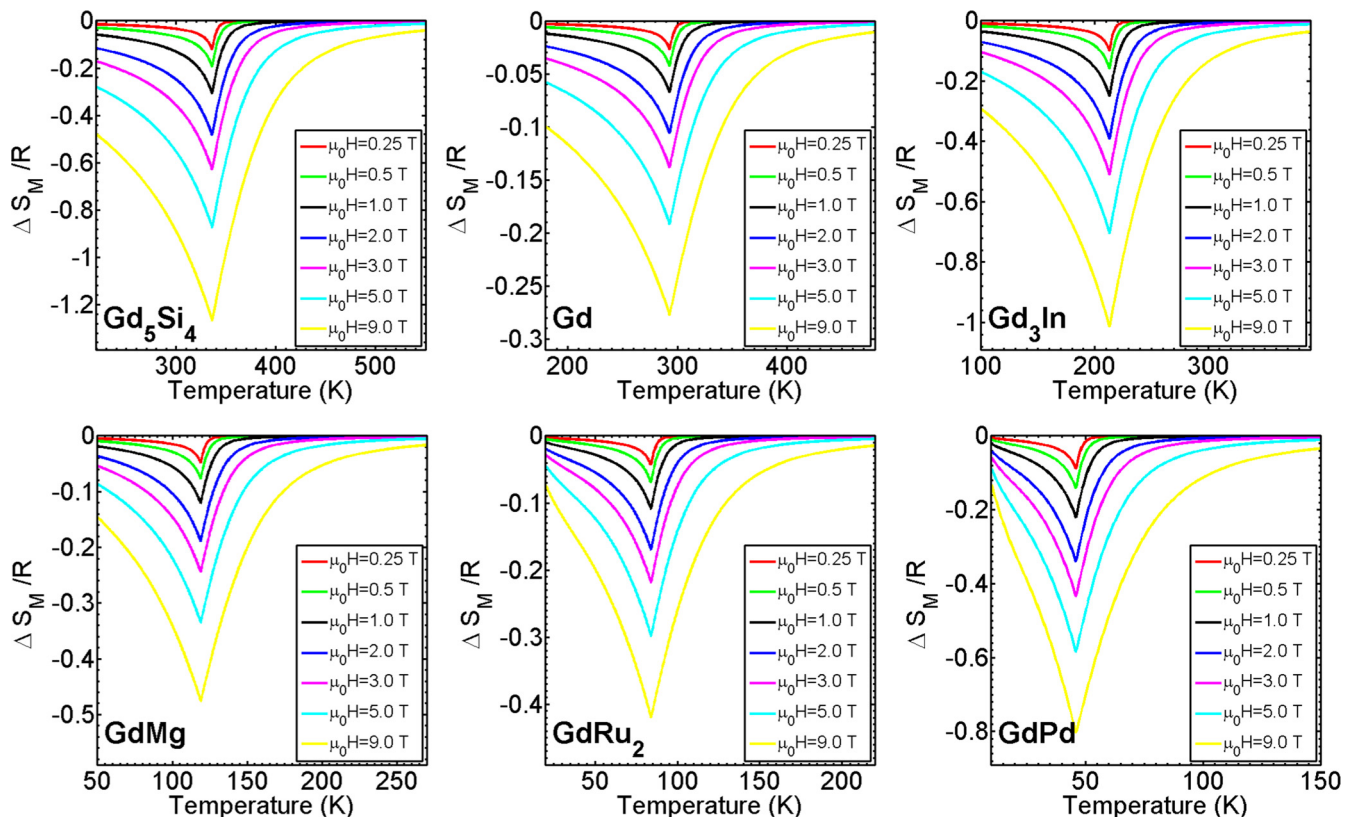 0
-0.2
-0.4
-0.6
-0.8
-1
-1.2
Δ S_M /R
μ₀H=0.25 T
μ₀H=0.5 T
μ₀H=1.0 T
μ₀H=2.0 T
μ₀H=3.0 T
μ₀H=5.0 T
μ₀H=9.0 T
Gd₅Si₄
300 400 500
Temperature (K)
0
-0.05
-0.1
-0.15
-0.2
-0.25
-0.3
Δ S_M /R
μ₀H=0.25 T
μ₀H=0.5 T
μ₀H=1.0 T
μ₀H=2.0 T
μ₀H=3.0 T
μ₀H=5.0 T
μ₀H=9.0 T
Gd
200 300 400
Temperature (K)
0
-0.2
-0.4
-0.6
-0.8
-1
Δ S_M /R
μ₀H=0.25 T
μ₀H=0.5 T
μ₀H=1.0 T
μ₀H=2.0 T
μ₀H=3.0 T
μ₀H=5.0 T
μ₀H=9.0 T
Gd₃In
100 150 200 250 300
Temperature (K)
0
-0.1
-0.2
-0.3
-0.4
-0.5
Δ S_M /R
μ₀H=0.25 T
μ₀H=0.5 T
μ₀H=1.0 T
μ₀H=2.0 T
μ₀H=3.0 T
μ₀H=5.0 T
μ₀H=9.0 T
GdMg
50 100 150 200 250
Temperature (K)
0
-0.1
-0.2
-0.3
-0.4
Δ S_M /R
μ₀H=0.25 T
μ₀H=0.5 T
μ₀H=1.0 T
μ₀H=2.0 T
μ₀H=3.0 T
μ₀H=5.0 T
μ₀H=9.0 T
GdRu₂
50 100 150 200
Temperature (K)
0
-0.2
-0.4
-0.6
-0.8
Δ S_M /R
μ₀H=0.25 T
μ₀H=0.5 T
μ₀H=1.0 T
μ₀H=2.0 T
μ₀H=3.0 T
μ₀H=5.0 T
μ₀H=9.0 T
GdPd
50 100 150
Temperature (K)